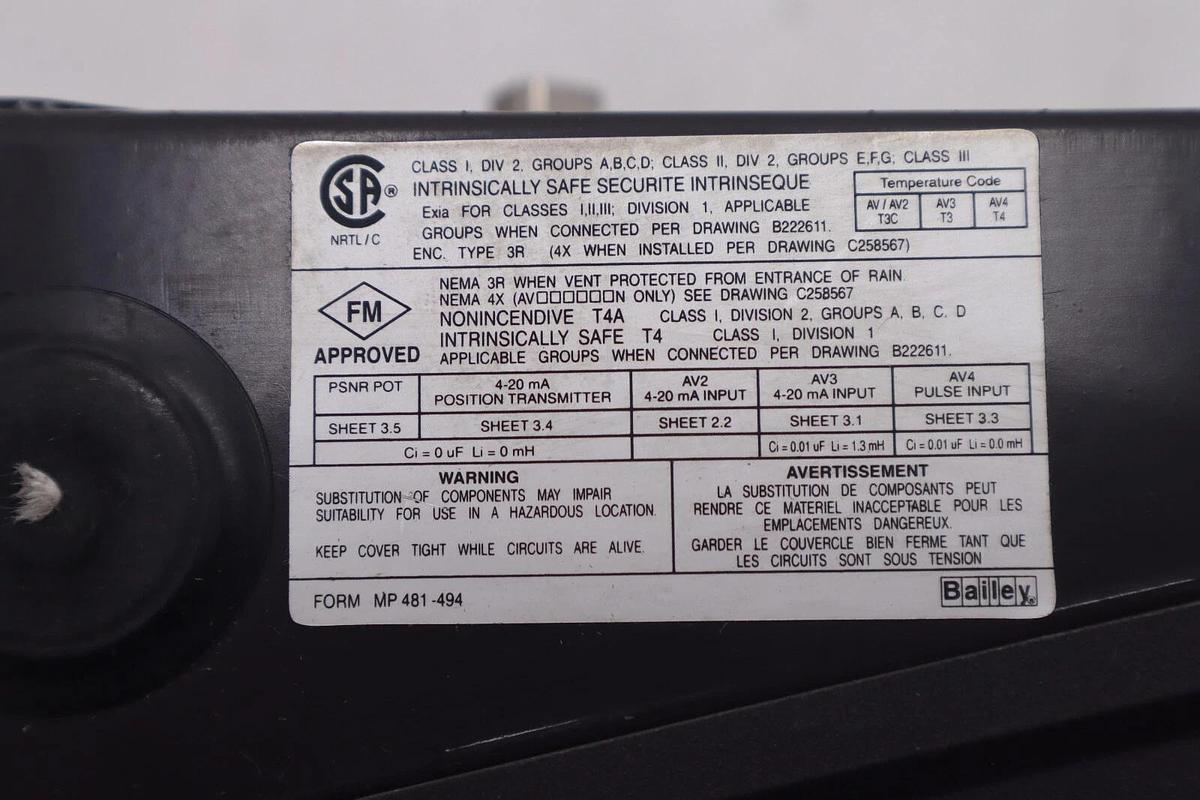 CLASS I, DIV 2, GROUPS A,B,C,D; CLASS II, DIV 2, GROUPS E,F,G; CLASS III
CSA ®
NRTL/C
INTRINSICALLY SAFE SECURITE INTRINSEQUE
Exia FOR CLASSES I,II,III; DIVISION 1, APPLICABLE
GROUPS WHEN CONNECTED PER DRAWING B222611.
ENC. TYPE 3R (4X WHEN INSTALLED PER DRAWING C258567)
Temperature Code
AV / AV2 AV3 AV4
T3C T3 T4
FM
APPROVED
NEMA 3R WHEN VENT PROTECTED FROM ENTRANCE OF RAIN.
NEMA 4X (AV□□□□□□N ONLY) SEE DRAWING C258567
NONINCENDIVE T4A CLASS I, DIVISION 2, GROUPS A, B, C. D
INTRINSICALLY SAFE T4 CLASS I, DIVISION 1
APPLICABLE GROUPS WHEN CONNECTED PER DRAWING B222611.
PSNR POT 4-20 mA AV2 AV3 AV4
POSITION TRANSMITTER 4-20 mA INPUT 4-20 mA INPUT PULSE INPUT
SHEET 3.5 SHEET 3.4 SHEET 2.2 SHEET 3.1 SHEET 3.3
Ci = 0 uF Li = 0 mH Ci = 0.01 uF Li = 1.3 mH Ci = 0.01 uF Li = 0.0 mH
WARNING
SUBSTITUTION OF COMPONENTS MAY IMPAIR
SUITABILITY FOR USE IN A HAZARDOUS LOCATION.
KEEP COVER TIGHT WHILE CIRCUITS ARE ALIVE.
AVERTISSEMENT
LA SUBSTITUTION DE COMPOSANTS PEUT
RENDRE CE MATERIEL INACCEPTABLE POUR LES
EMPLACEMENTS DANGEREUX.
GARDER LE COUVERCLE BIEN FERME TANT QUE
LES CIRCUITS SONT SOUS TENSION
FORM MP 481 -494
Bailey®